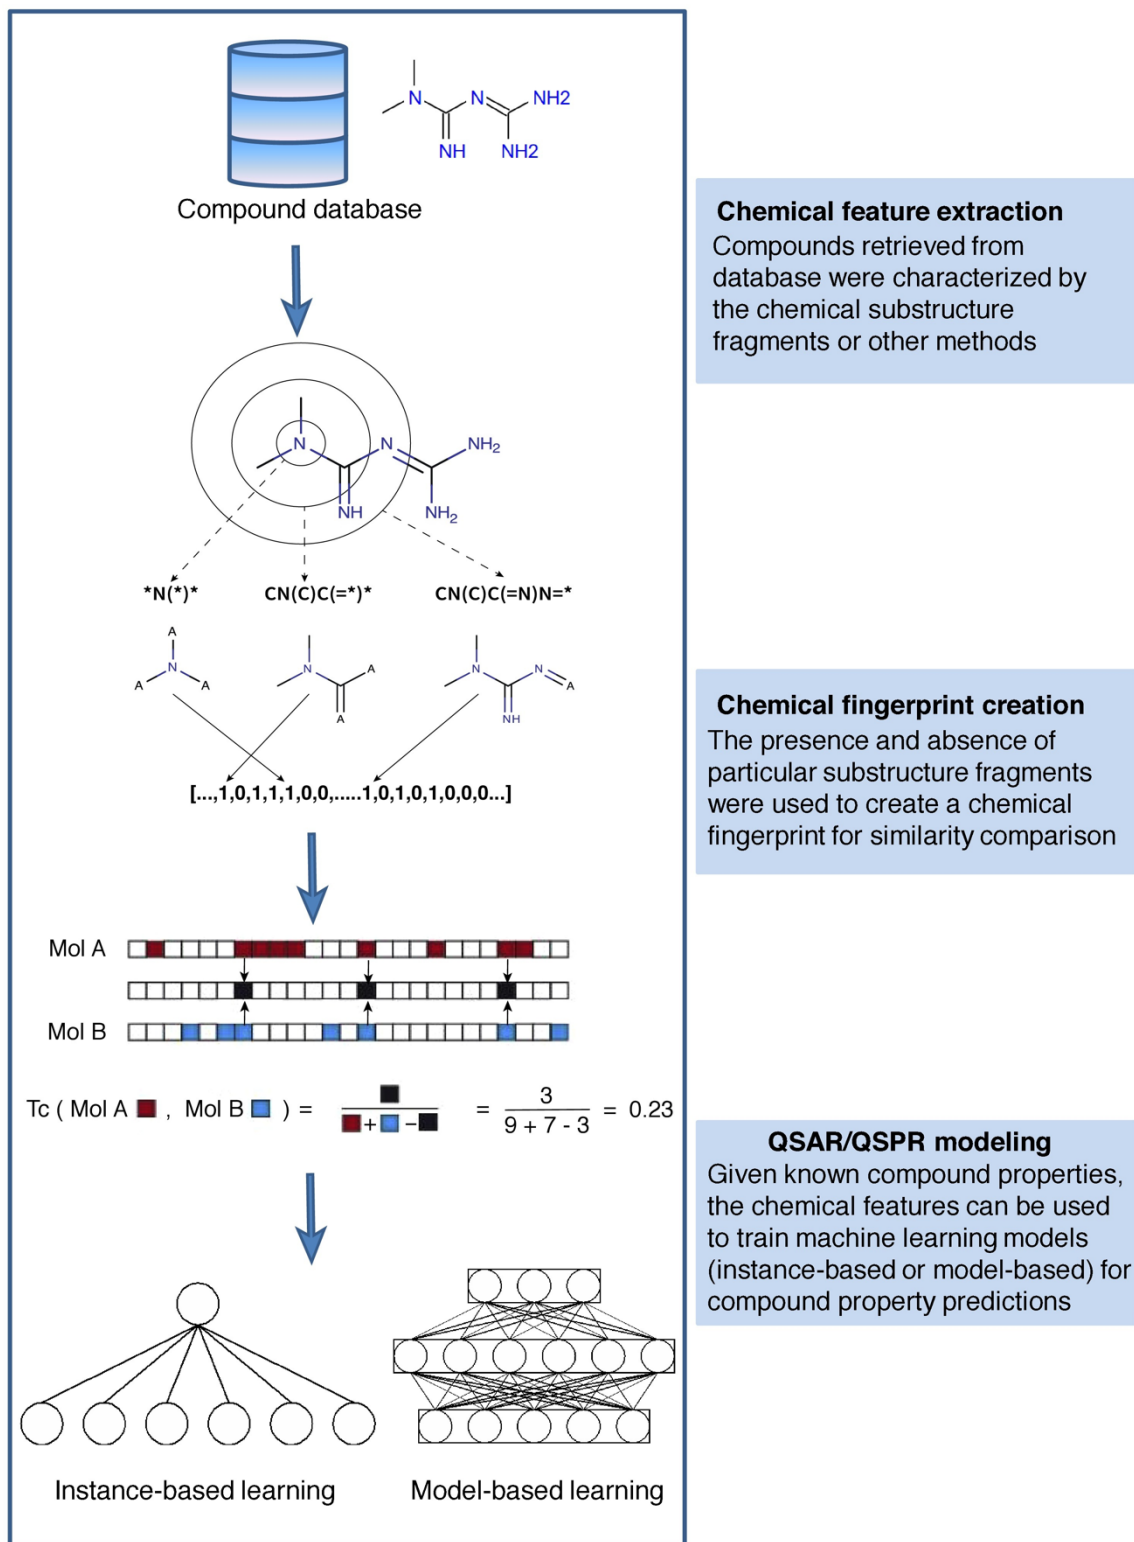 N
N
NH2
NH
NH2
Compound database
Chemical feature extraction
Compounds retrieved from
database were characterized by
the chemical substructure
fragments or other methods
N
N
NH₂
NH
NH₂
*N(*)*
CN(C)C(=*)*
CN(C)C(=N)N=*
A
N
A
A
N
A
A
N
N
A
NH
[...,1,0,1,1,1,0,0,.....1,0,1,0,1,0,0,0...]
Chemical fingerprint creation
The presence and absence of
particular substructure fragments
were used to create a chemical
fingerprint for similarity comparison
Mol A
Mol B
Tc ( Mol A , Mol B ) = + − = 3 / 9 + 7 - 3 = 0.23
QSAR/QSPR modeling
Given known compound properties,
the chemical features can be used
to train machine learning models
(instance-based or model-based) for
compound property predictions
Instance-based learning
Model-based learning